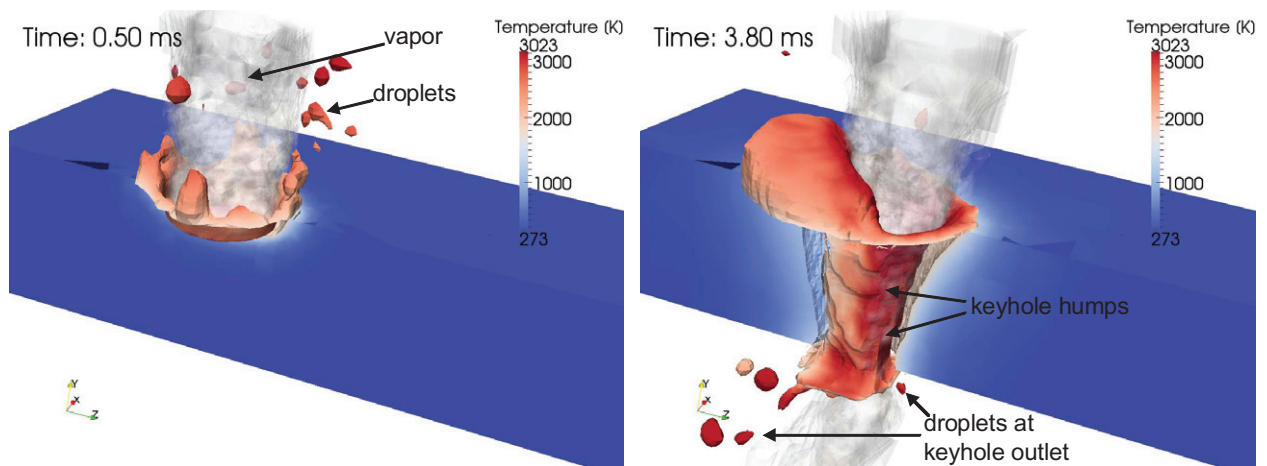 Time: 0.50 ms
Temperature (K)
3023
3000
2000
1000
273
vapor
droplets
Y
X
Z
Time: 3.80 ms
Temperature (K)
3023
3000
2000
1000
273
keyhole humps
droplets at
keyhole outlet
Y
X
Z